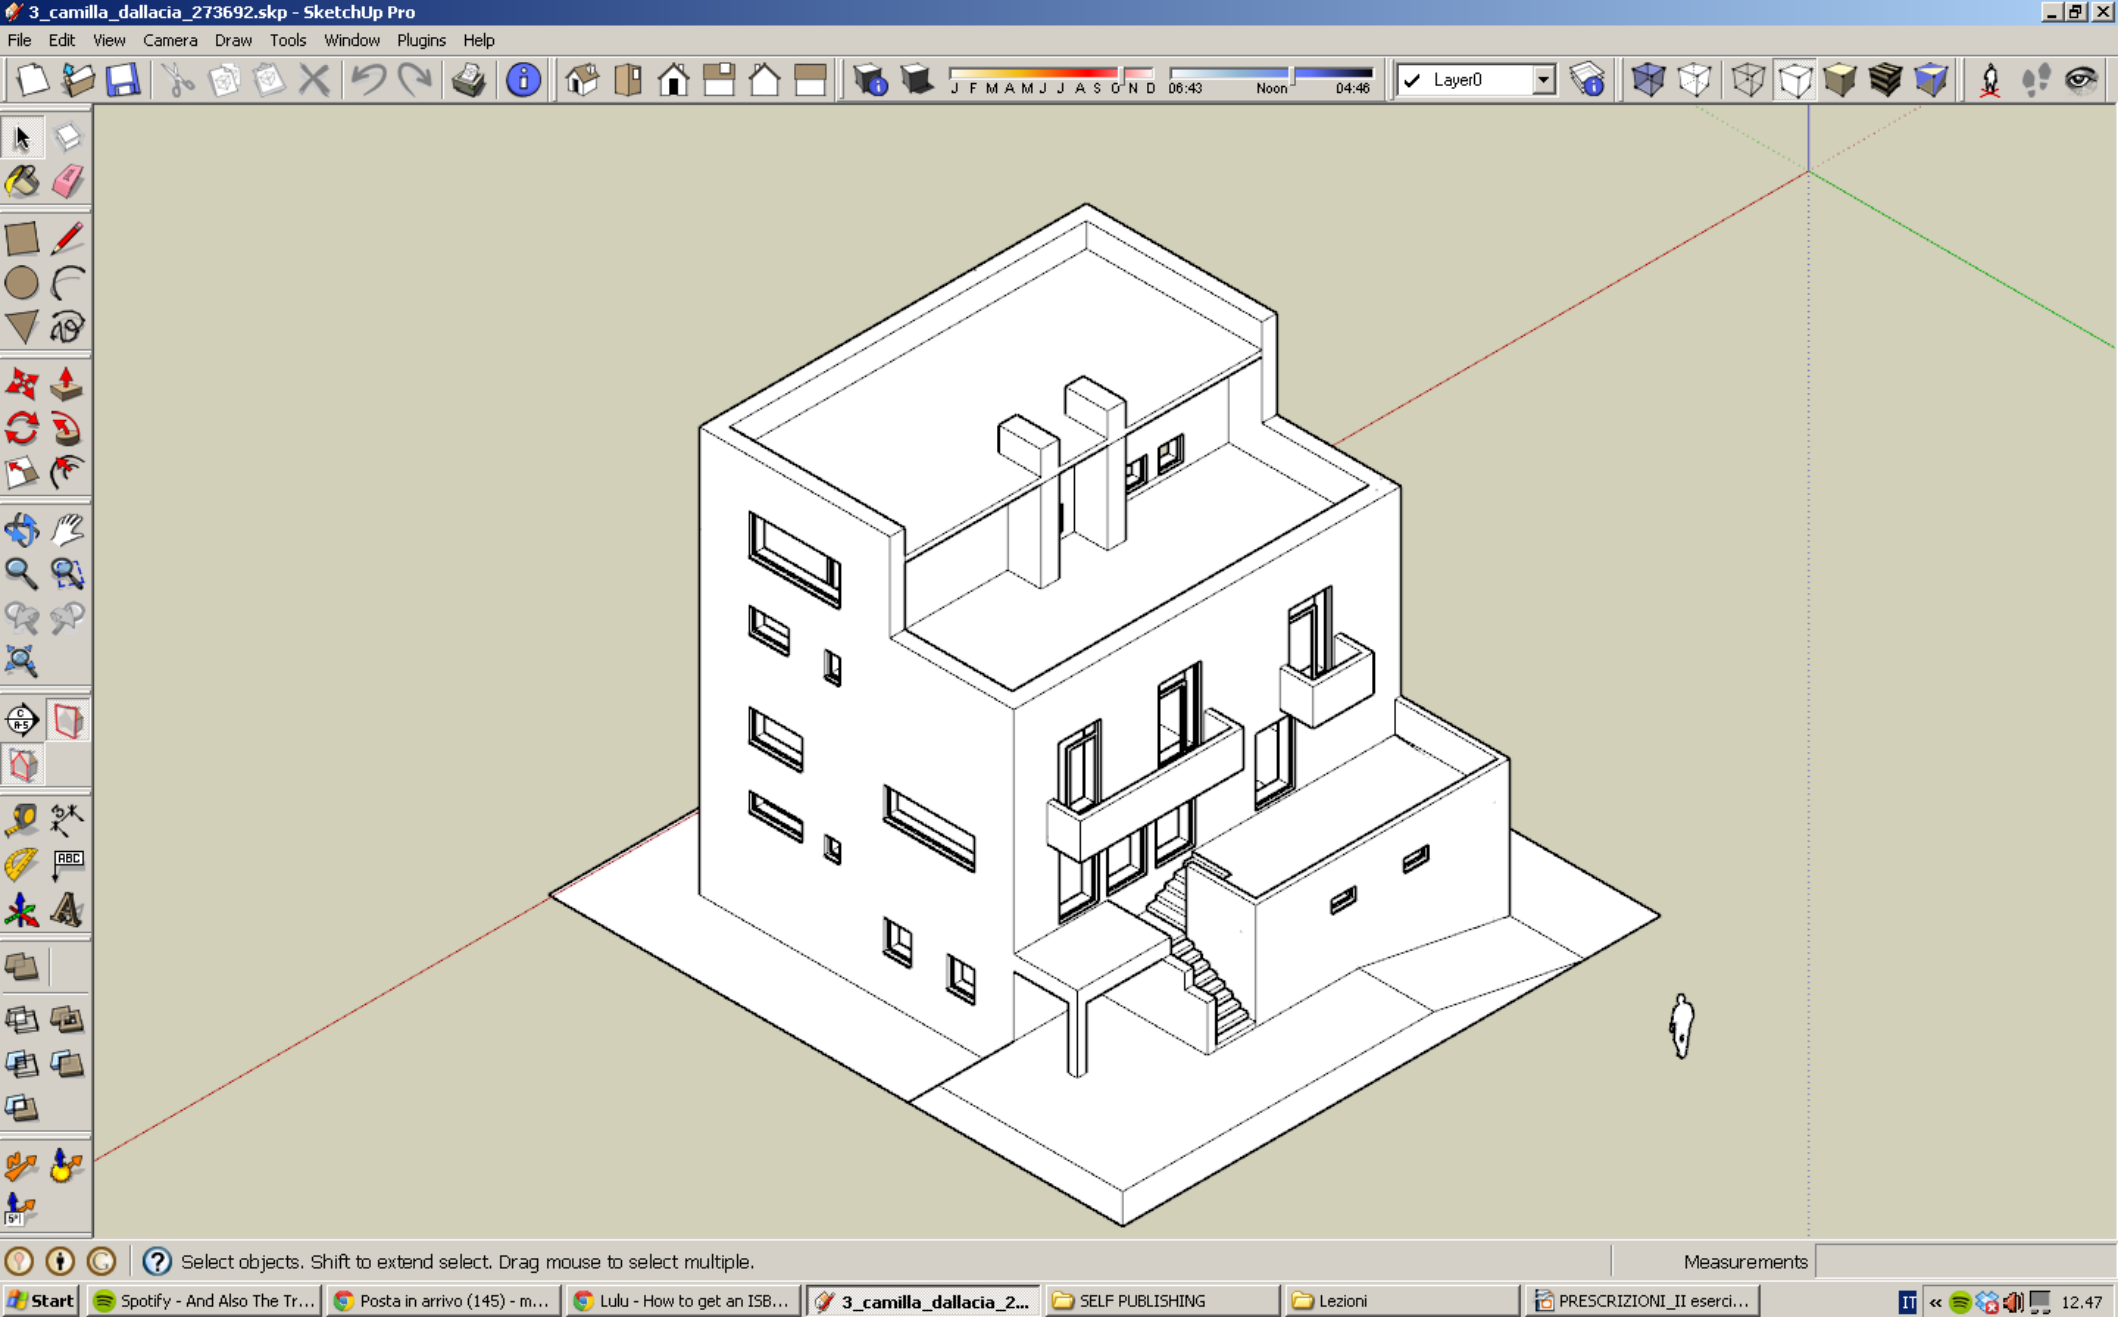 3_camilla_dallacia_273692.skp - SketchUp Pro
File Edit View Camera Draw Tools Window Plugins Help
J F M A M J J A S O N D 06:43 Noon 04:46 Layer0
C
A-5
ABC
Select objects. Shift to extend select. Drag mouse to select multiple.
Measurements
Start Spotify - And Also The Tr... Posta in arrivo (145) - m... Lulu - How to get an ISB... 3_camilla_dallacia_2... SELF PUBLISHING Lezioni PRESCRIZIONI_II eserci... IT « 12.47